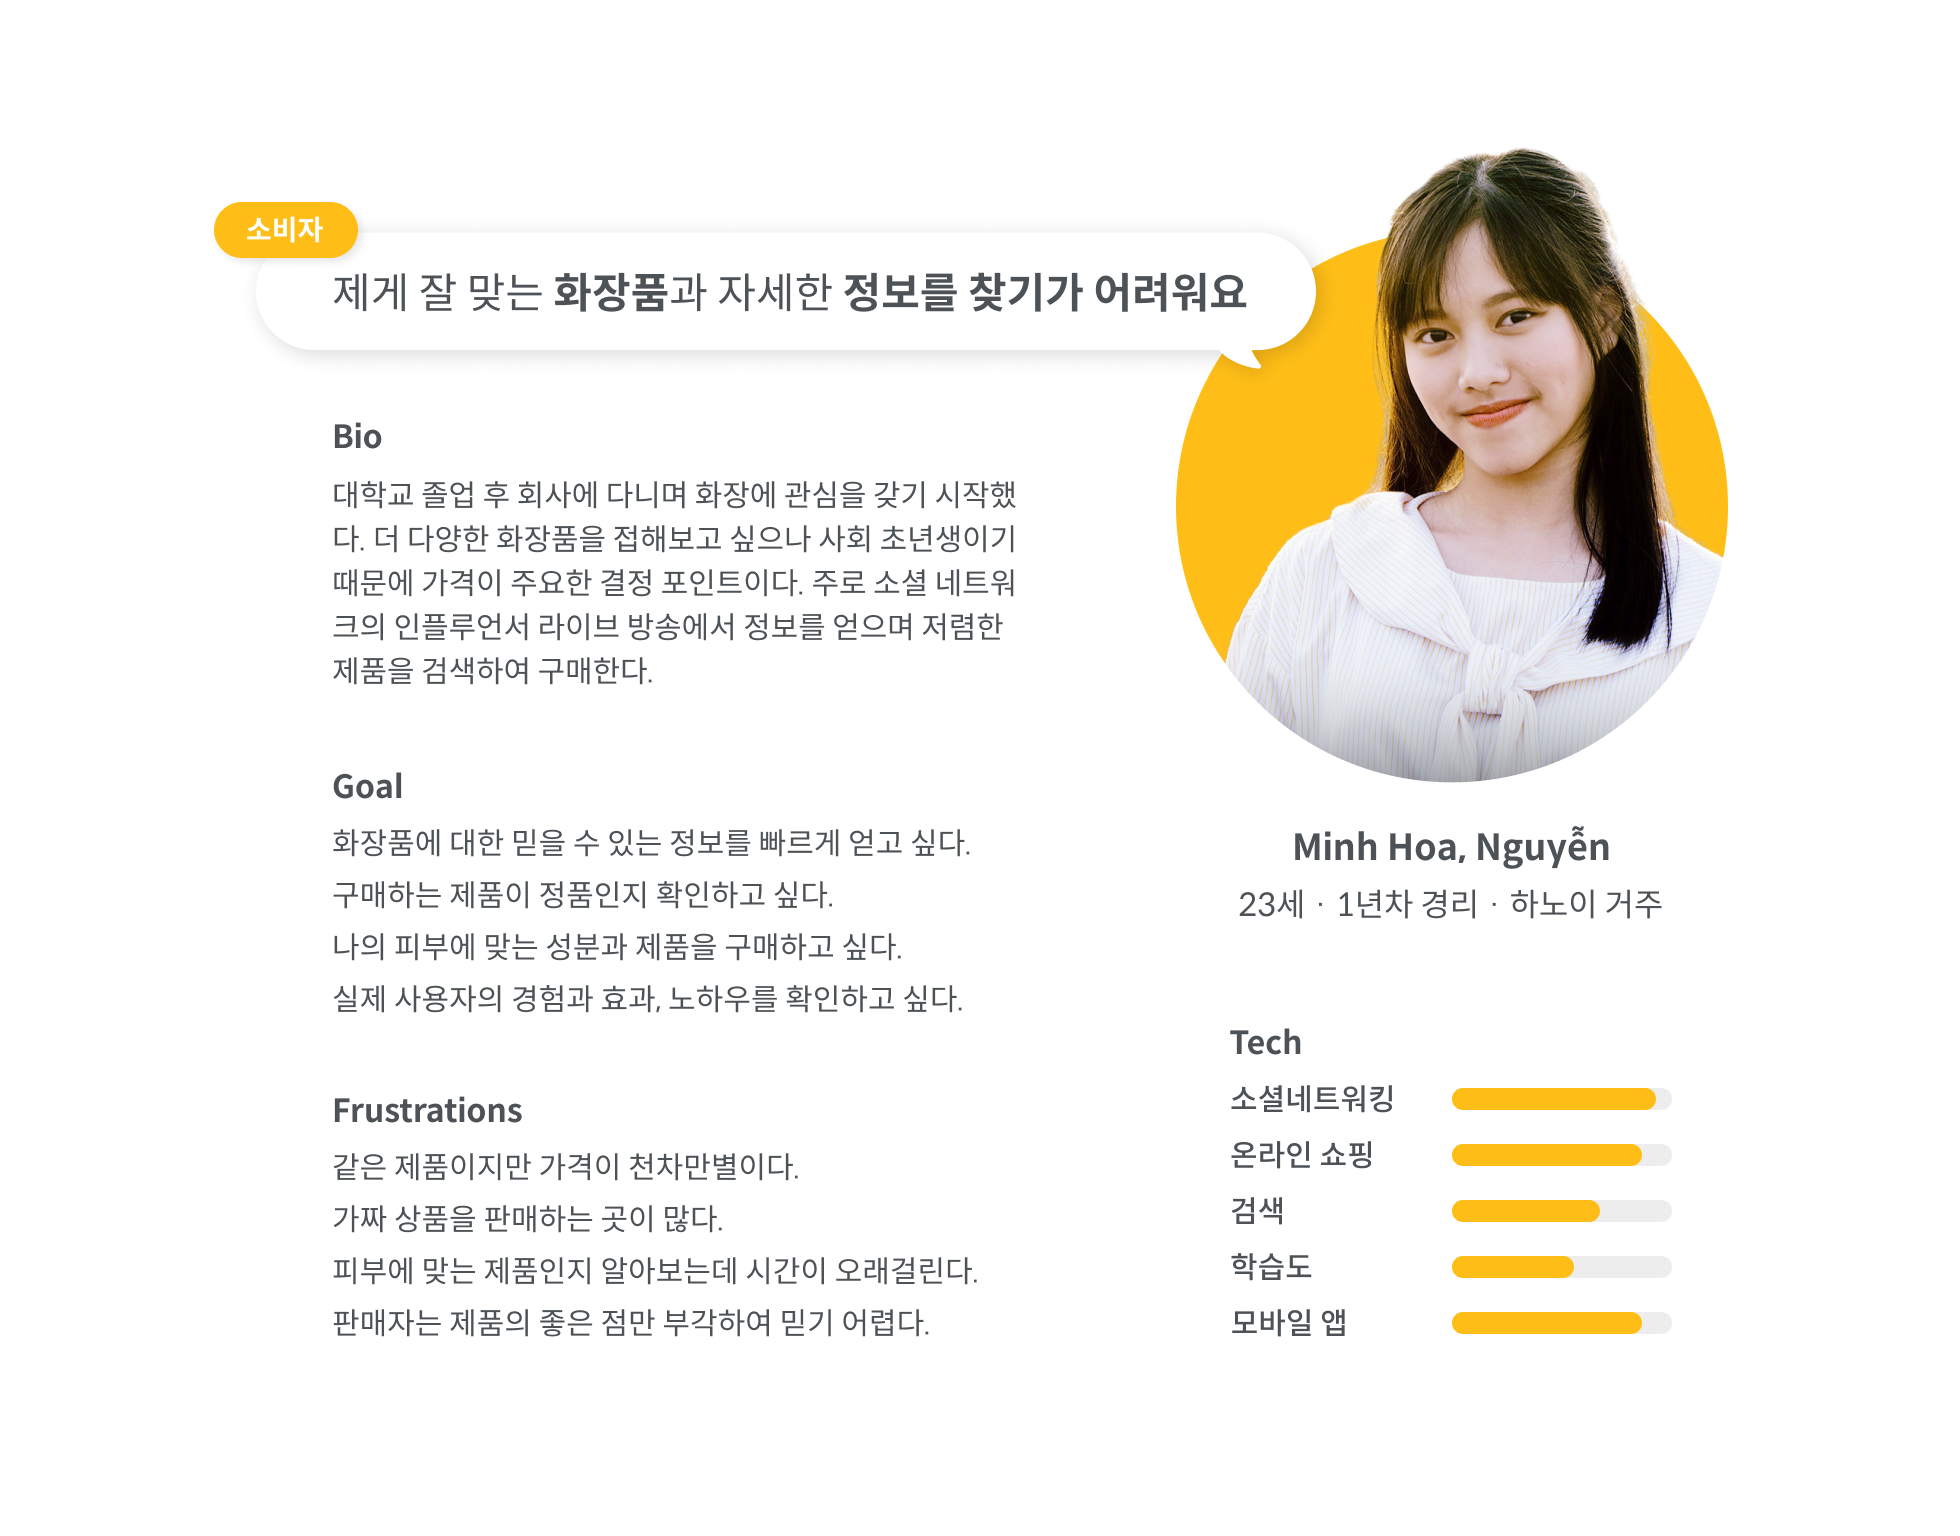 소비자
제게 잘 맞는 화장품과 자세한 정보를 찾기가 어려워요
Bio
대학교 졸업 후 회사에 다니며 화장에 관심을 갖기 시작했
다. 더 다양한 화장품을 접해보고 싶으나 사회 초년생이기
때문에 가격이 주요한 결정 포인트이다. 주로 소셜 네트워
크의 인플루언서 라이브 방송에서 정보를 얻으며 저렴한
제품을 검색하여 구매한다.
Goal
화장품에 대한 믿을 수 있는 정보를 빠르게 얻고 싶다.
구매하는 제품이 정품인지 확인하고 싶다.
나의 피부에 맞는 성분과 제품을 구매하고 싶다.
실제 사용자의 경험과 효과, 노하우를 확인하고 싶다.
Frustrations
같은 제품이지만 가격이 천차만별이다.
가짜 상품을 판매하는 곳이 많다.
피부에 맞는 제품인지 알아보는데 시간이 오래걸린다.
판매자는 제품의 좋은 점만 부각하여 믿기 어렵다.
Minh Hoa, Nguyễn
23세 · 1년차 경리 · 하노이 거주
Tech
소셜네트워킹
온라인 쇼핑
검색
학습도
모바일 앱